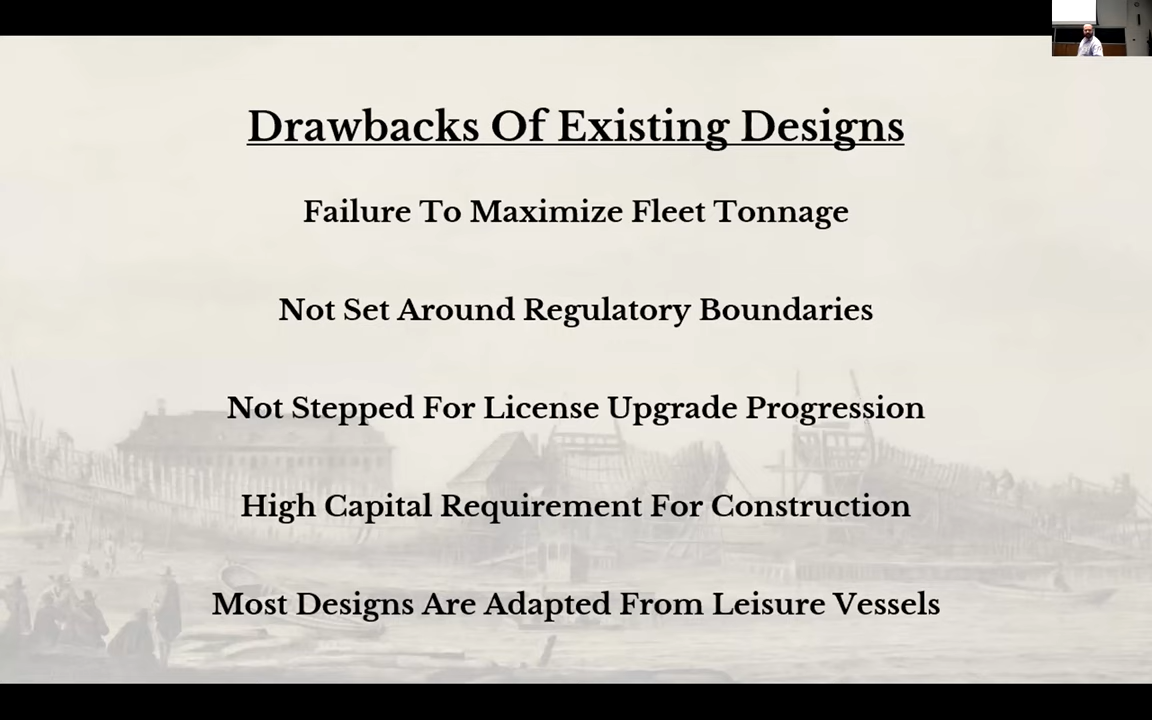 Drawbacks Of Existing Designs
Failure To Maximize Fleet Tonnage
Not Set Around Regulatory Boundaries
Not Stepped For License Upgrade Progression
High Capital Requirement For Construction
Most Designs Are Adapted From Leisure Vessels